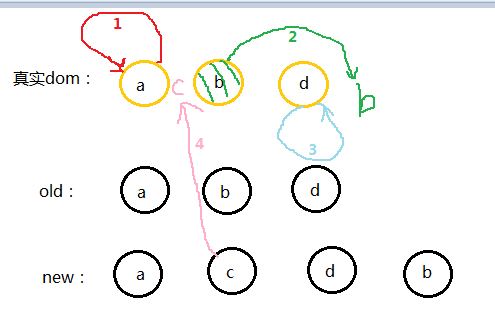 1
2
真实dom： a c b d b
4
3
old： a b d
new： a c d b